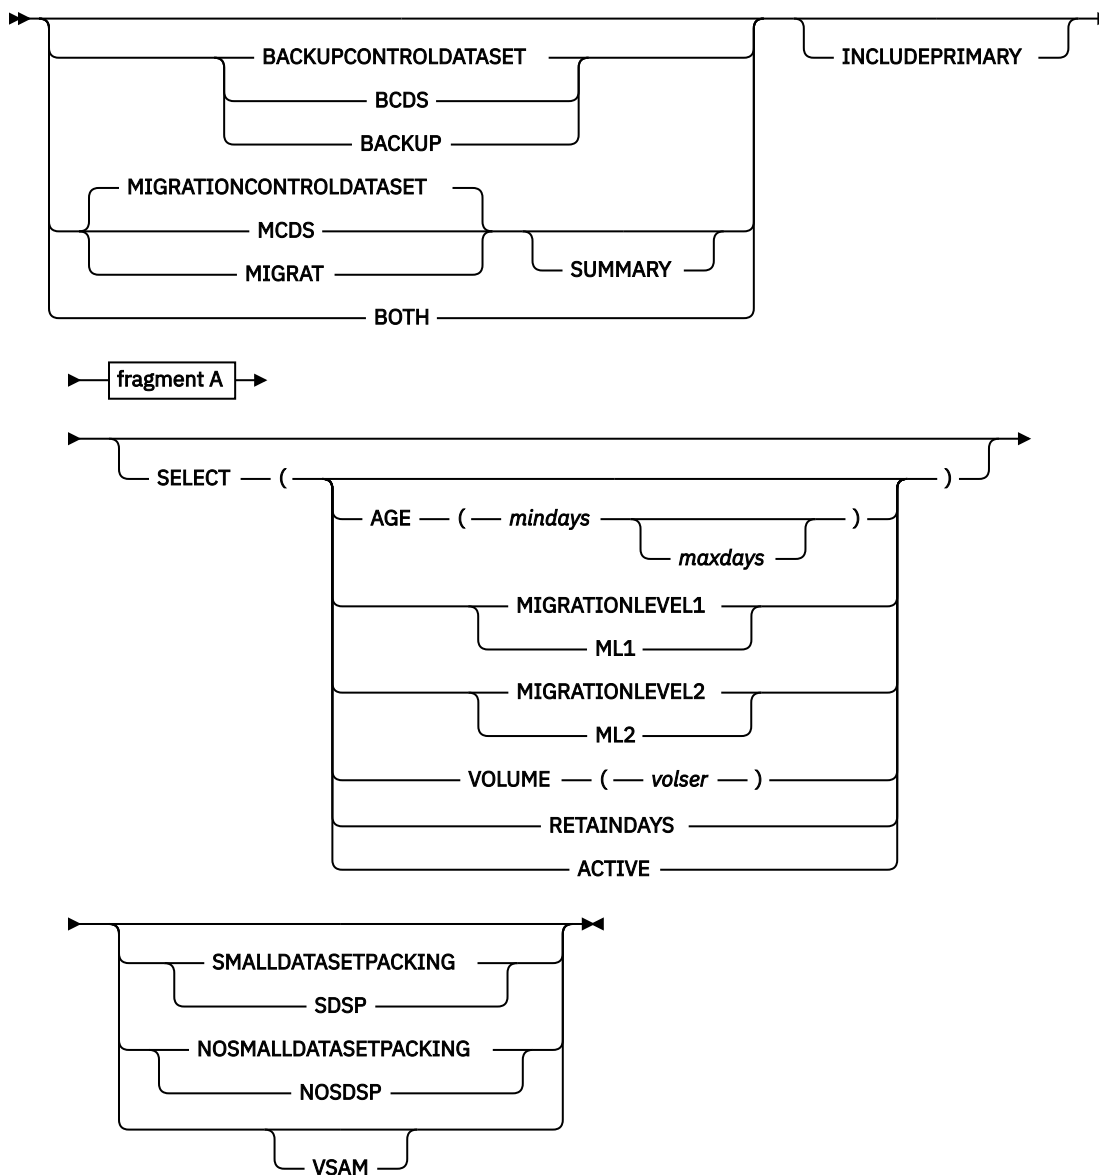 BACKUPCONTROLDATASET
INCLUDEPRIMARY
BCDS
BACKUP
MIGRATIONCONTROLDATASET
MCDS
MIGRAT
SUMMARY
BOTH
fragment A
SELECT ( )
AGE ( mindays )
maxdays
MIGRATIONLEVEL1
ML1
MIGRATIONLEVEL2
ML2
VOLUME ( volser )
RETAINDAYS
ACTIVE
SMALLDATASETPACKING
SDSP
NOSMALLDATASETPACKING
NOSDSP
VSAM